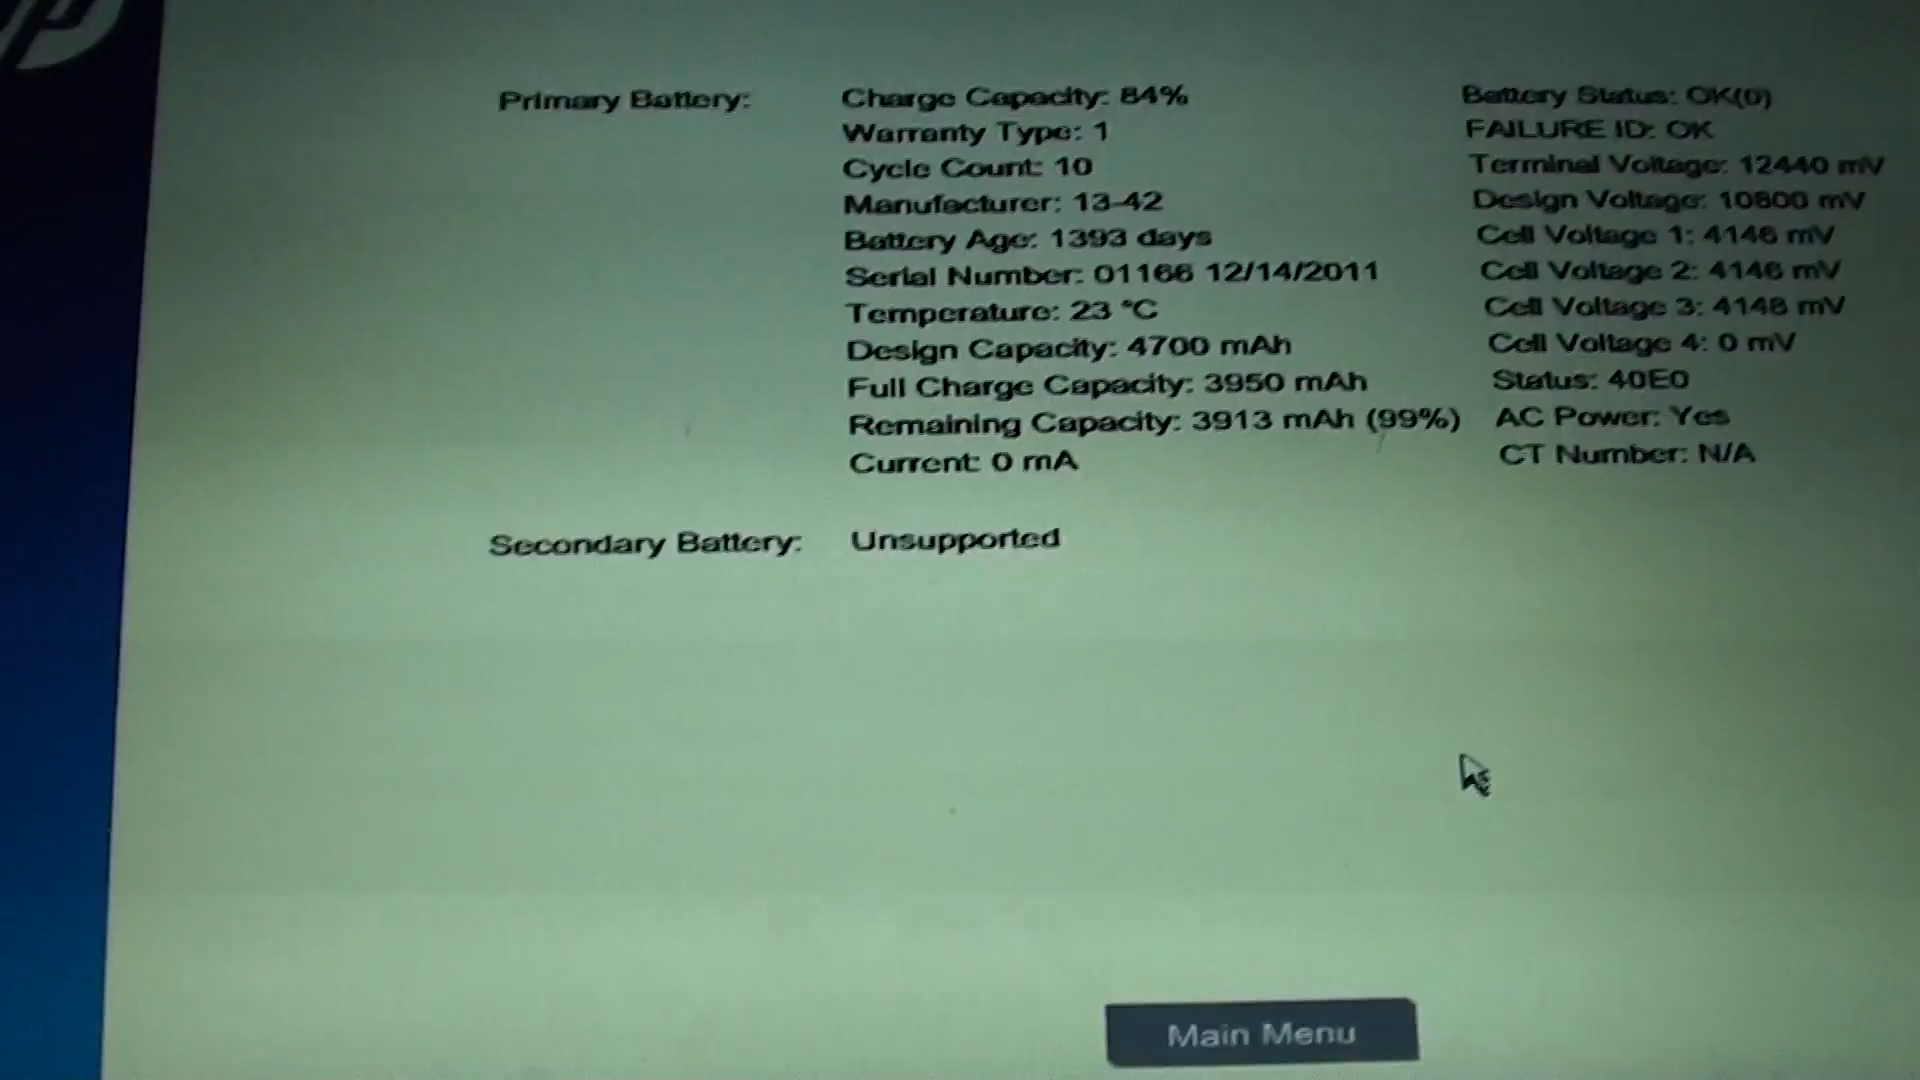 Primary Battery:
Charge Capacity: 84%
Warranty Type: 1
Cycle Count: 10
Manufacturer: 13-42
Battery Age: 1393 days
Serial Number: 01166 12/14/2011
Temperature: 23 °C
Design Capacity: 4700 mAh
Full Charge Capacity: 3950 mAh
Remaining Capacity: 3913 mAh (99%)
Current: 0 mA
Battery Status: OK(0)
FAILURE ID: OK
Terminal Voltage: 12440 mV
Design Voltage: 10800 mV
Cell Voltage 1: 4146 mV
Cell Voltage 2: 4146 mV
Cell Voltage 3: 4148 mV
Cell Voltage 4: 0 mV
Status: 40E0
AC Power: Yes
CT Number: N/A
Secondary Battery:
Unsupported
Main Menu